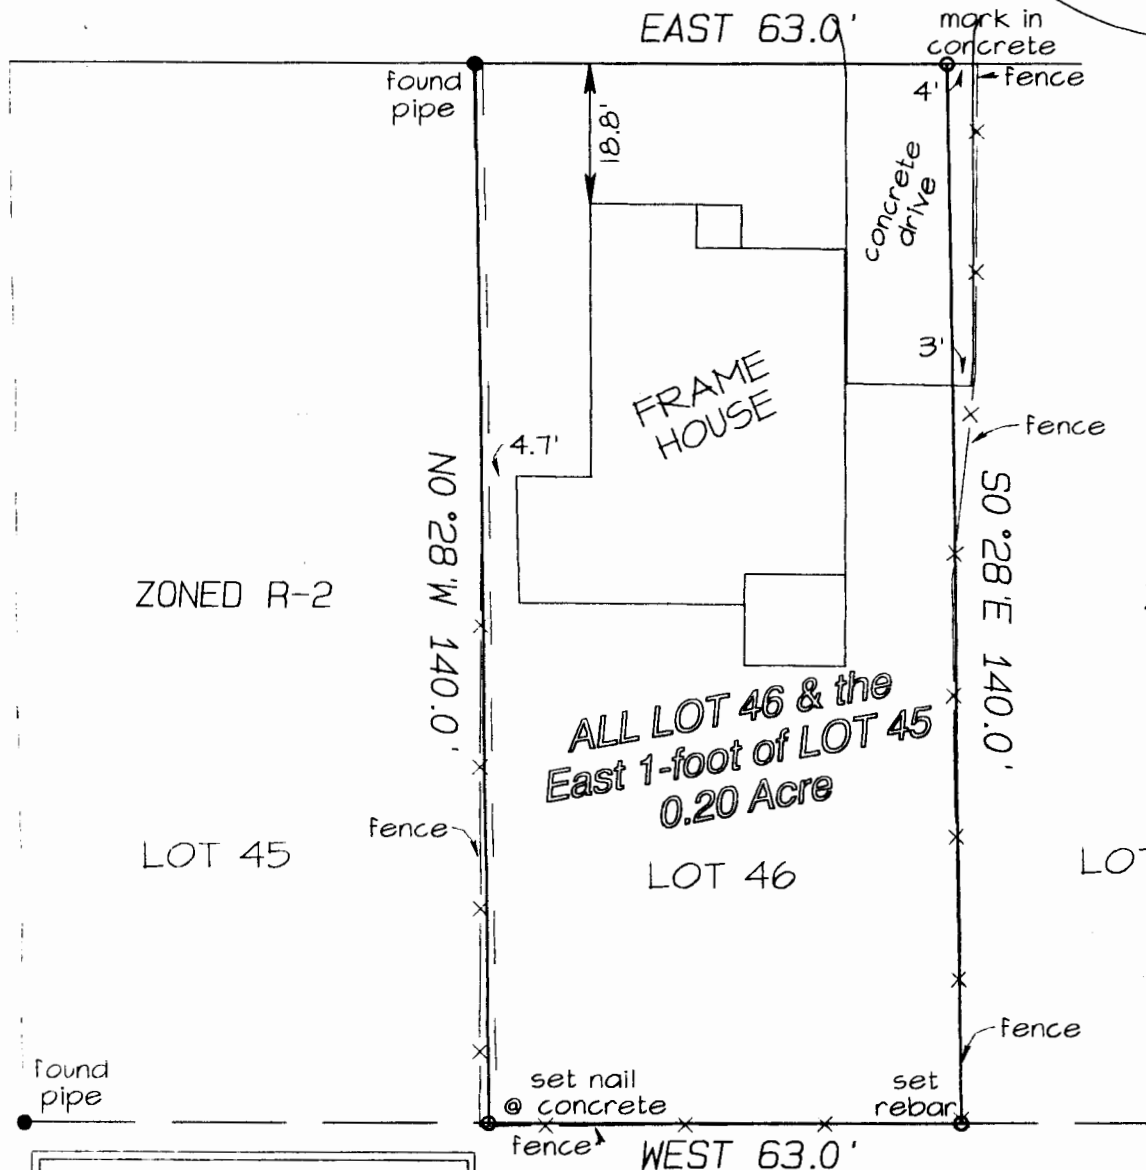 EAST 63.0'
mark in
concrete
found
pipe
fence
4'
18.8'
concrete
drive
3'
FRAME
HOUSE
fence
4.7'
N0°28'W 140.0'
S0°28'E 140.0'
ZONED R-2
ALL LOT 46 & the
East 1-foot of LOT 45
0.20 Acre
fence
LOT 45
LOT 46
LOT
fence
found
pipe
set nail
@ concrete
set
rebar
fence
WEST 63.0'